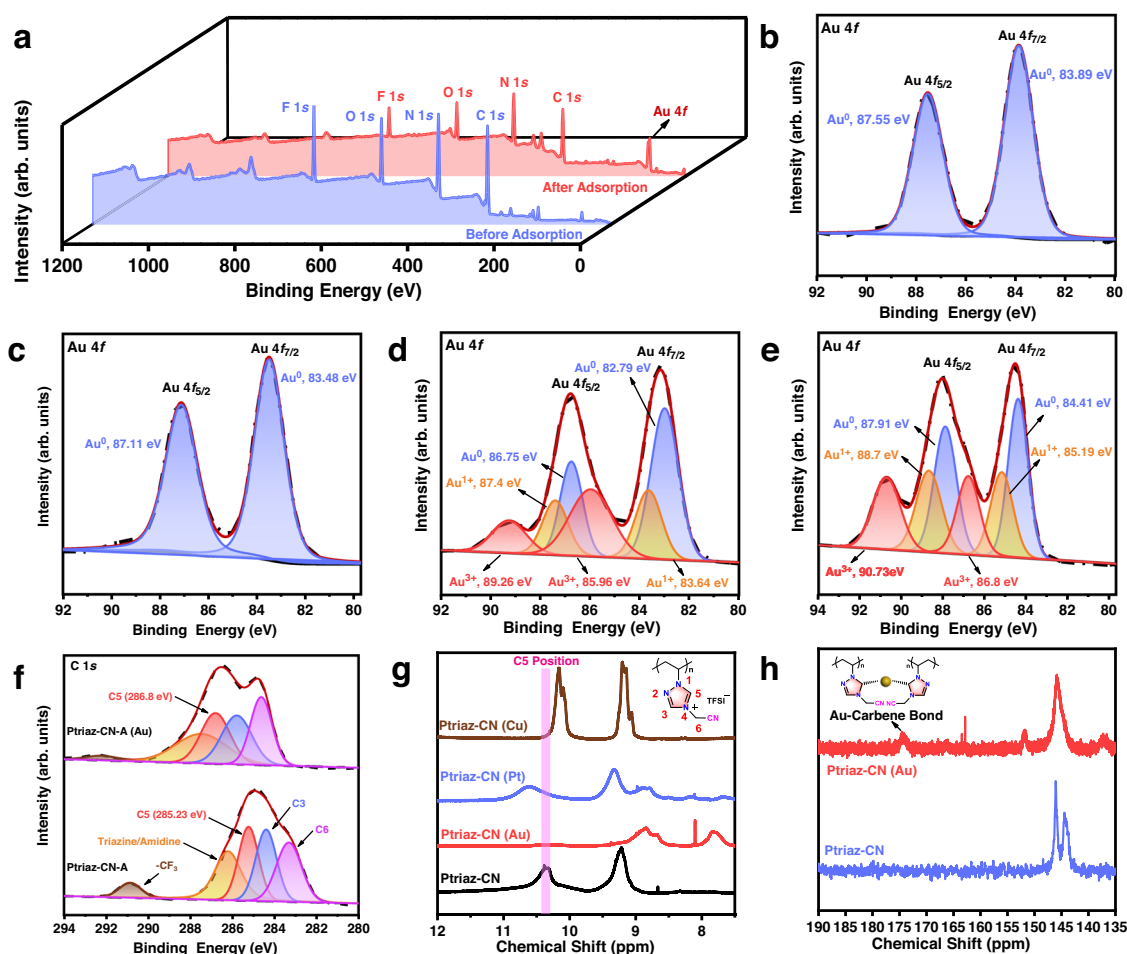 a
Intensity (arb. units)
F 1s
O 1s
N 1s
C 1s
F 1s
O 1s
N 1s
C 1s
Au 4f
After Adsorption
Before Adsorption
1200 1000 800 600 400 200 0
Binding Energy (eV)
b
Au 4f
Intensity (arb. units)
Au 4f7/2
Au 4f5/2
Au⁰, 83.89 eV
Au⁰, 87.55 eV
92 90 88 86 84 82 80
Binding Energy (eV)
c
Au 4f
Intensity (arb. units)
Au 4f7/2
Au 4f5/2
Au⁰, 83.48 eV
Au⁰, 87.11 eV
92 90 88 86 84 82 80
Binding Energy (eV)
d
Au 4f
Intensity (arb. units)
Au 4f7/2
Au 4f5/2
Au⁰, 82.79 eV
Au⁰, 86.75 eV
Au¹⁺, 87.4 eV
Au³⁺, 89.26 eV
Au³⁺, 85.96 eV
Au¹⁺, 83.64 eV
92 90 88 86 84 82 80
Binding Energy (eV)
e
Au 4f
Intensity (arb. units)
Au 4f7/2
Au 4f5/2
Au⁰, 84.41 eV
Au⁰, 87.91 eV
Au¹⁺, 88.7 eV
Au¹⁺, 85.19 eV
Au³⁺, 90.73eV
Au³⁺, 86.8 eV
94 92 90 88 86 84 82 80
Binding Energy (eV)
f
C 1s
Intensity (arb. units)
C5 (286.8 eV)
Ptriaz-CN-A (Au)
C5 (285.23 eV)
C3
Triazine/Amidine
C6
Ptriaz-CN-A
-CF₃
294 292 290 288 286 284 282 280
Binding Energy (eV)
g
C5 Position
n
1
2
N
N
5
TFSI⁻
3
N
4
+
CN
6
Ptriaz-CN (Cu)
Ptriaz-CN (Pt)
Ptriaz-CN (Au)
Ptriaz-CN
12 11 10 9 8
Chemical Shift (ppm)
h
n
n
N
N
N
N
N
N
CN NC
Au-Carbene Bond
Ptriaz-CN (Au)
Ptriaz-CN
190 185 180 175 170 165 160 155 150 145 140 135
Chemical Shift (ppm)